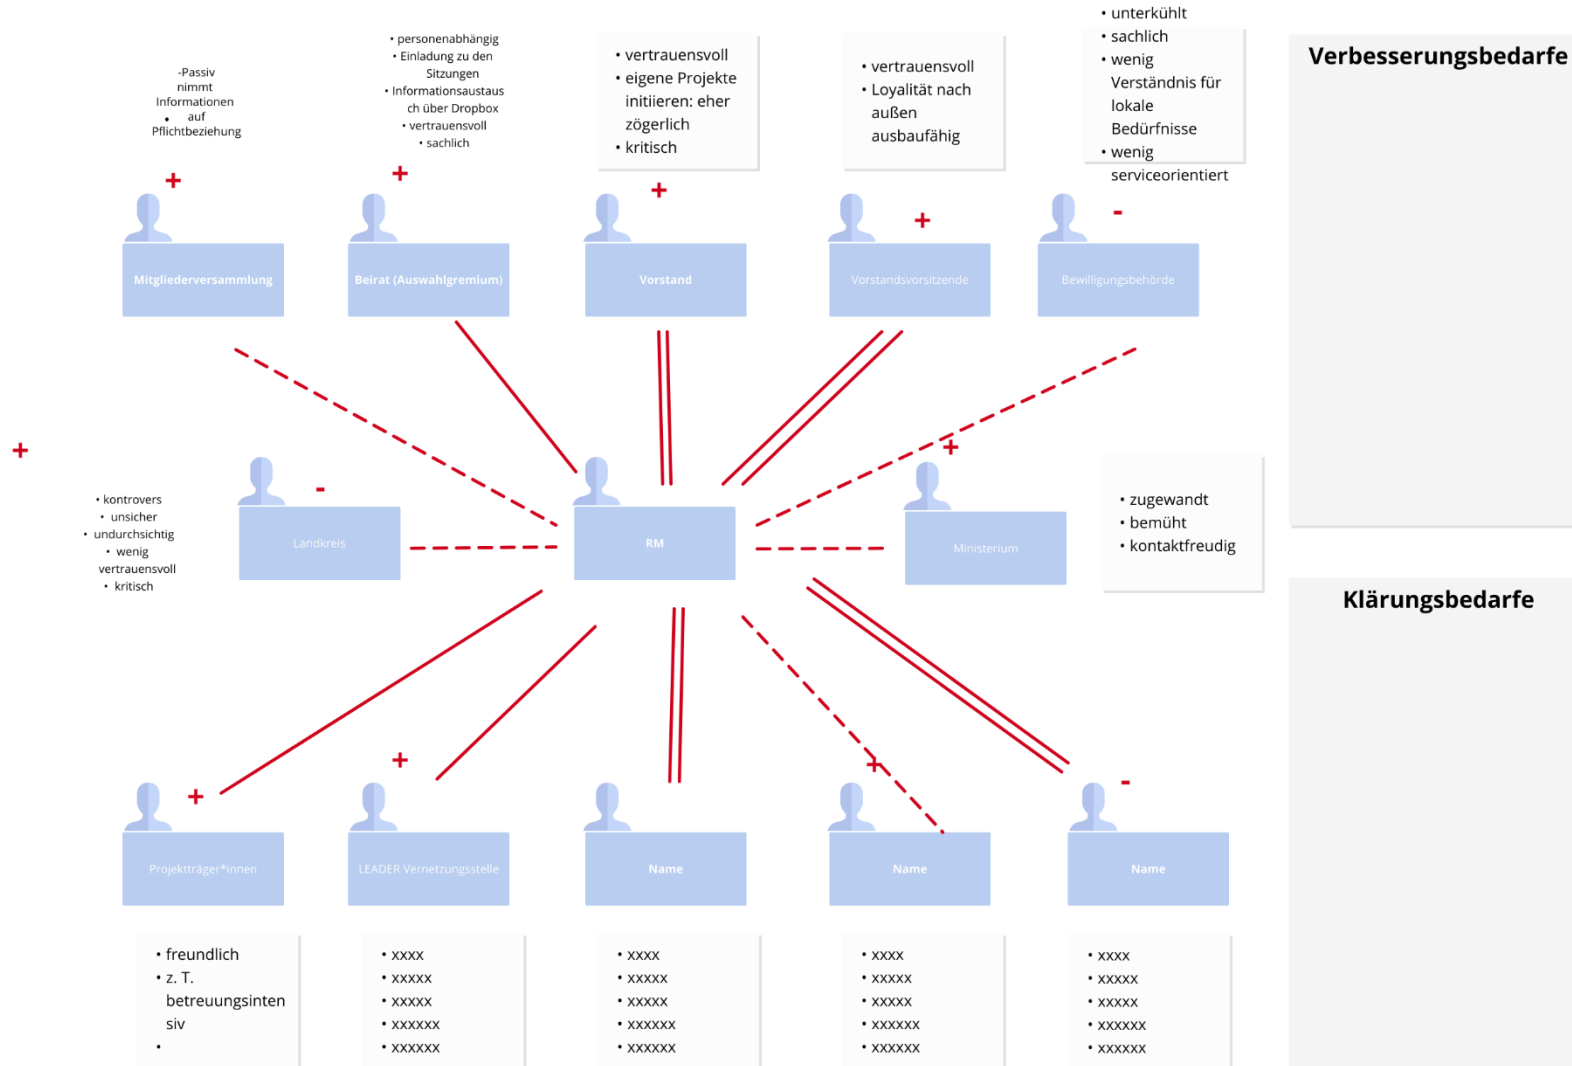 -Passiv
nimmt
Informationen
• auf
Pflichtbeziehung
• personenabhängig
• Einladung zu den
Sitzungen
• Informationsaustaus
ch über Dropbox
• vertrauensvoll
• sachlich
• vertrauensvoll
• eigene Projekte
initiieren: eher
zögerlich
• kritisch
• vertrauensvoll
• Loyalität nach
außen
ausbaufähig
• unterkühlt
• sachlich
• wenig
Verständnis für
lokale
Bedürfnisse
• wenig
serviceorientiert
Verbesserungsbedarfe
+
+
+
+
-
Mitgliederversammlung
Beirat (Auswahlgremium)
Vorstand
Vorstandsvorsitzende
Bewilligungsbehörde
+
• kontrovers
• unsicher
• undurchsichtig
• wenig
vertrauensvoll
• kritisch
-
Landkreis
RM
+
Ministerium
• zugewandt
• bemüht
• kontaktfreudig
Klärungsbedarfe
+
+
+
-
Projektträger*innen
LEADER Vernetzungsstelle
Name
Name
Name
• freundlich
• z. T.
betreuungsinten
siv
•
• xxxx
• xxxxx
• xxxxx
• xxxxxx
• xxxxxx
• xxxx
• xxxxx
• xxxxx
• xxxxxx
• xxxxxx
• xxxx
• xxxxx
• xxxxx
• xxxxxx
• xxxxxx
• xxxx
• xxxxx
• xxxxx
• xxxxxx
• xxxxxx